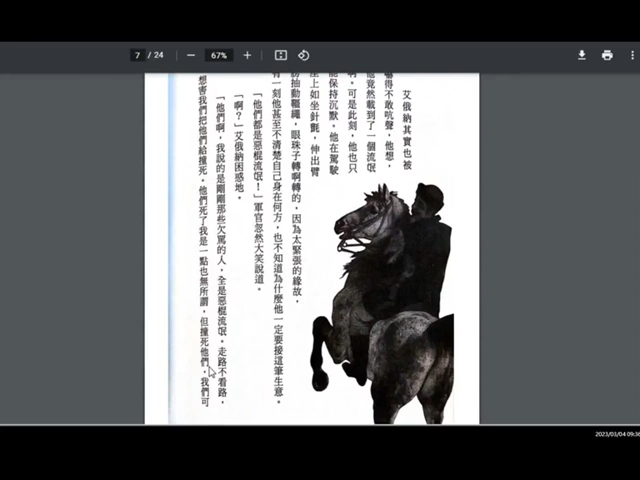 7 / 24
67%
艾俄納其實也被
嚇得不敢吭聲,他想,
他竟然載到了一個流氓
啊。可是此刻,他也只
能保持沉默。他在駕駛
座上如坐針氈,伸出臂
膀抽動韁繩,眼珠子轉啊轉的,因為太緊張的緣故,
有一刻他甚至不清楚自己身在何方,也不知道為什麼他一定要接這筆生意。
「他們都是惡棍流氓!」軍官忽然大笑說道。
「啊?」艾俄納困惑地。
「他們啊,我說的是剛剛那些欠罵的人,全是惡棍流氓。走路不看路,
想害我們把他們給撞死。他們死了我是一點也無所謂,但撞死他們,我們可
2023/03/04 09:36